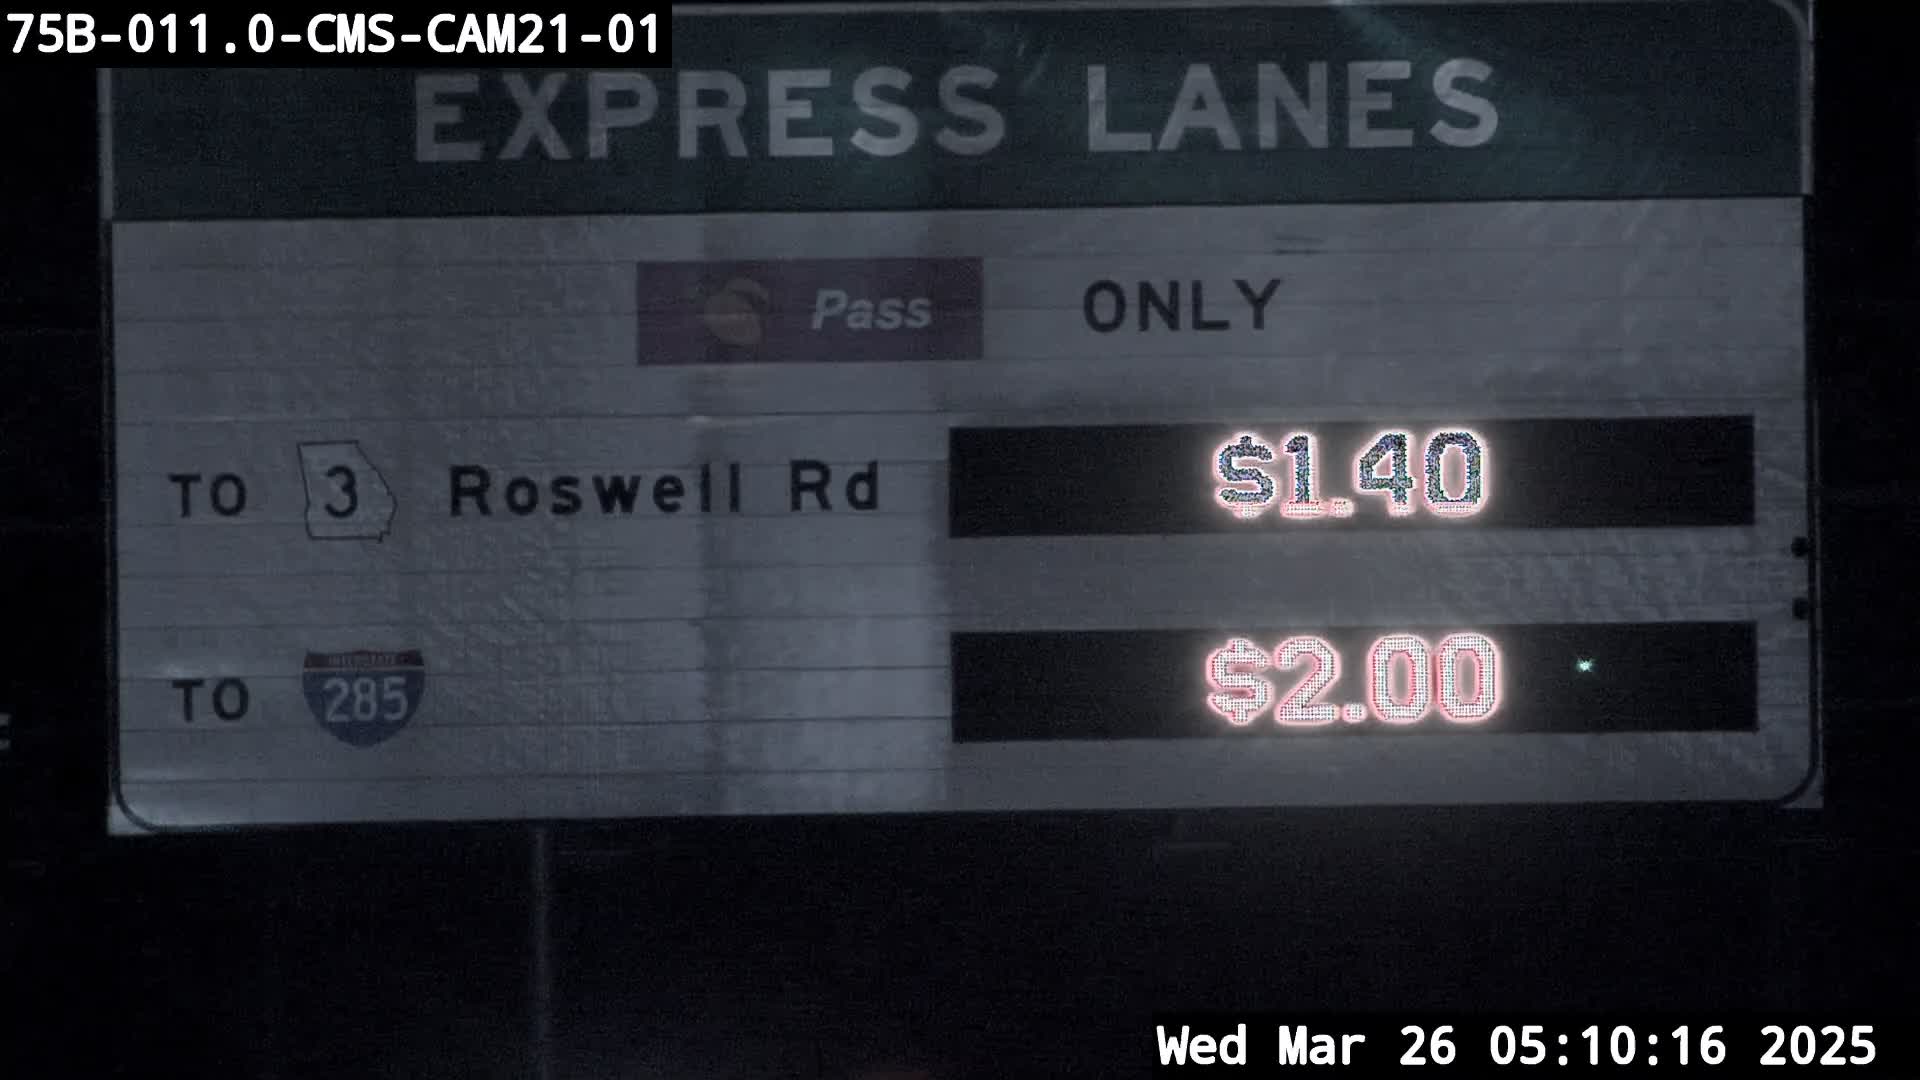 75B-011.0-CMS-CAM21-01
EXPRESS LANES
Pass ONLY
TO 3 Roswell Rd $1.40
TO INTERSTATE 285 $2.00
Wed Mar 26 05:10:16 2025